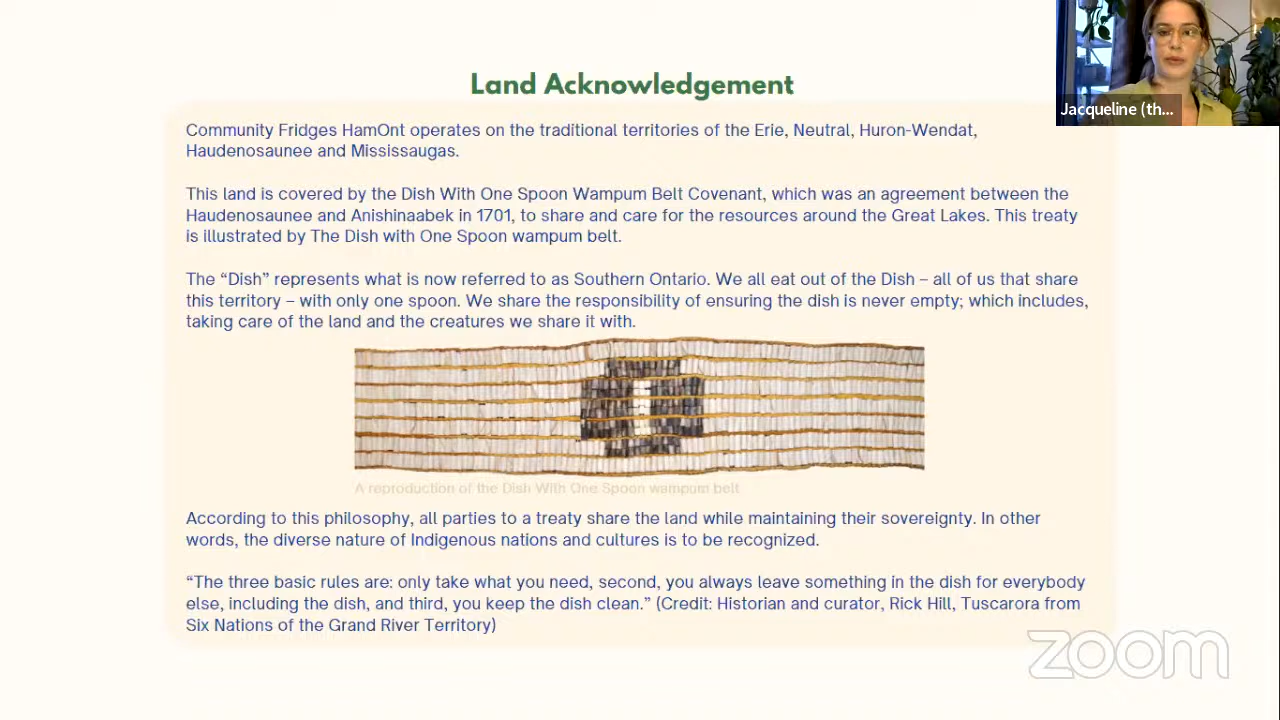 Land Acknowledgement
Jacqueline (th...
Community Fridges HamOnt operates on the traditional territories of the Erie, Neutral, Huron-Wendat,
Haudenosaunee and Mississaugas.
This land is covered by the Dish With One Spoon Wampum Belt Covenant, which was an agreement between the
Haudenosaunee and Anishinaabek in 1701, to share and care for the resources around the Great Lakes. This treaty
is illustrated by The Dish with One Spoon wampum belt.
The “Dish” represents what is now referred to as Southern Ontario. We all eat out of the Dish – all of us that share
this territory – with only one spoon. We share the responsibility of ensuring the dish is never empty; which includes,
taking care of the land and the creatures we share it with.
A reproduction of the Dish With One Spoon wampum belt
According to this philosophy, all parties to a treaty share the land while maintaining their sovereignty. In other
words, the diverse nature of Indigenous nations and cultures is to be recognized.
“The three basic rules are: only take what you need, second, you always leave something in the dish for everybody
else, including the dish, and third, you keep the dish clean.” (Credit: Historian and curator, Rick Hill, Tuscarora from
Six Nations of the Grand River Territory)
zoom